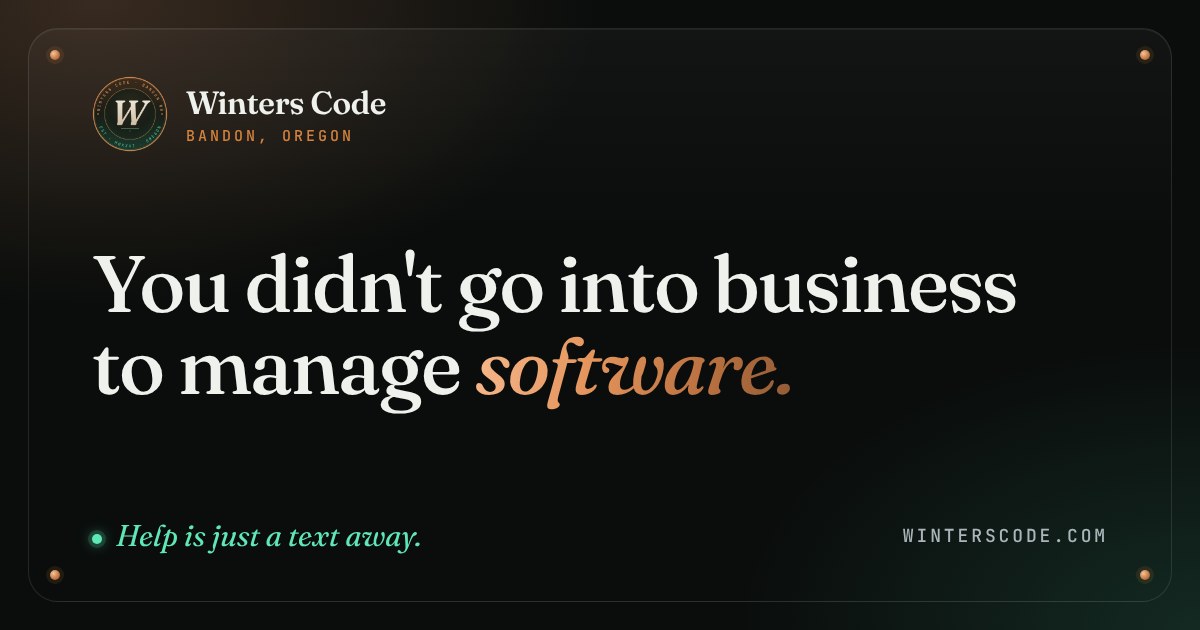 W
Winters Code
BANDON, OREGON
You didn't go into business
to manage software.
Help is just a text away.
WINTERSCODE.COM